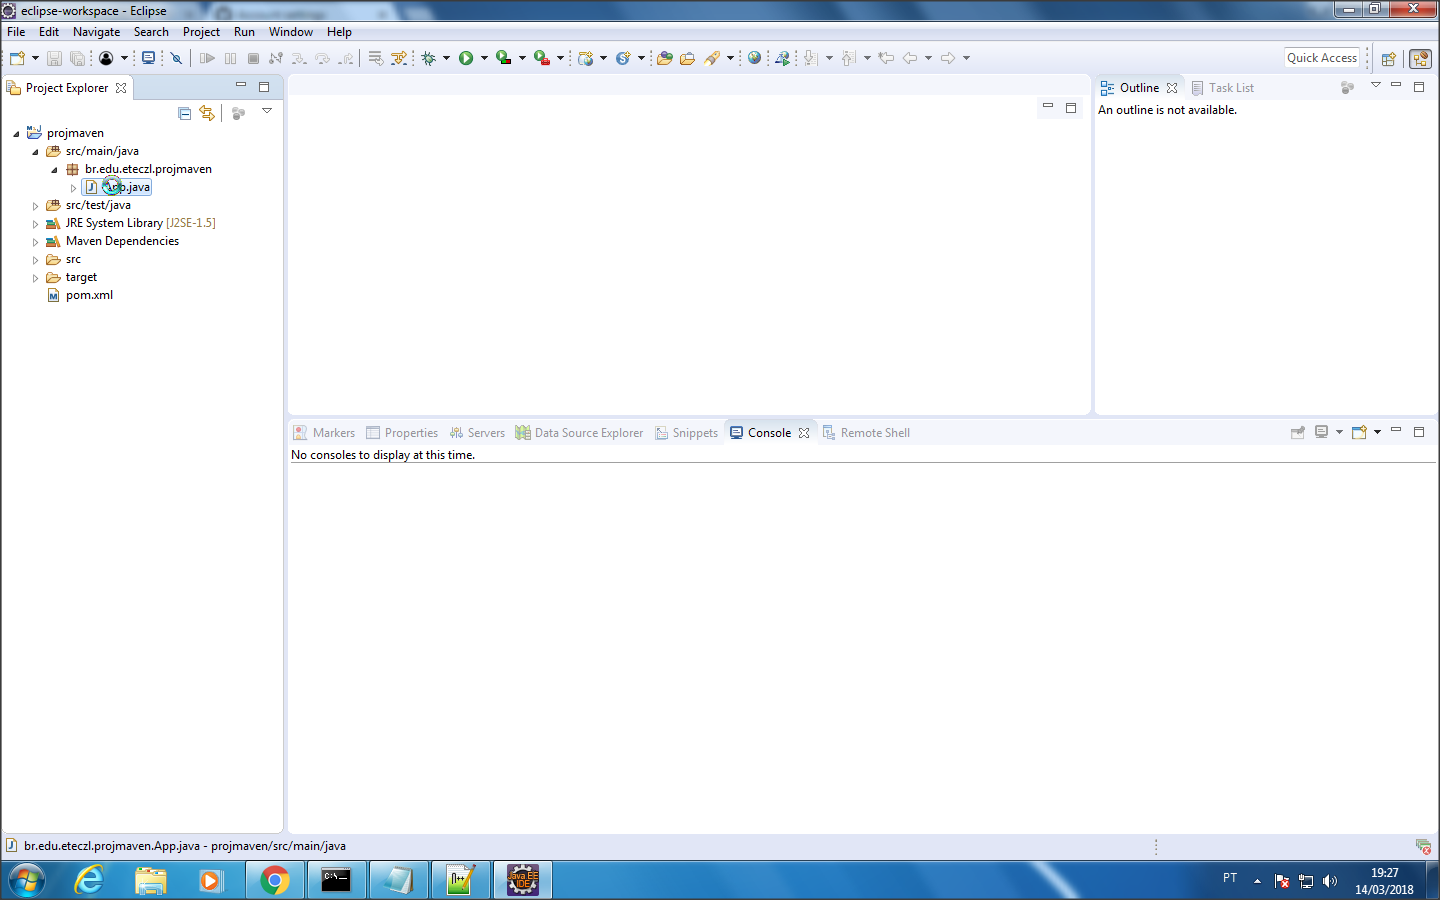 eclipse-workspace - Eclipse
File Edit Navigate Search Project Run Window Help
Quick Access
Project Explorer
projmaven
src/main/java
br.edu.eteczl.projmaven
App.java
src/test/java
JRE System Library [J2SE-1.5]
Maven Dependencies
src
target
pom.xml
Outline Task List
An outline is not available.
Markers Properties Servers Data Source Explorer Snippets Console Remote Shell
No consoles to display at this time.
br.edu.eteczl.projmaven.App.java - projmaven/src/main/java
C:\._
Java EE
IDE
PT
19:27
14/03/2018